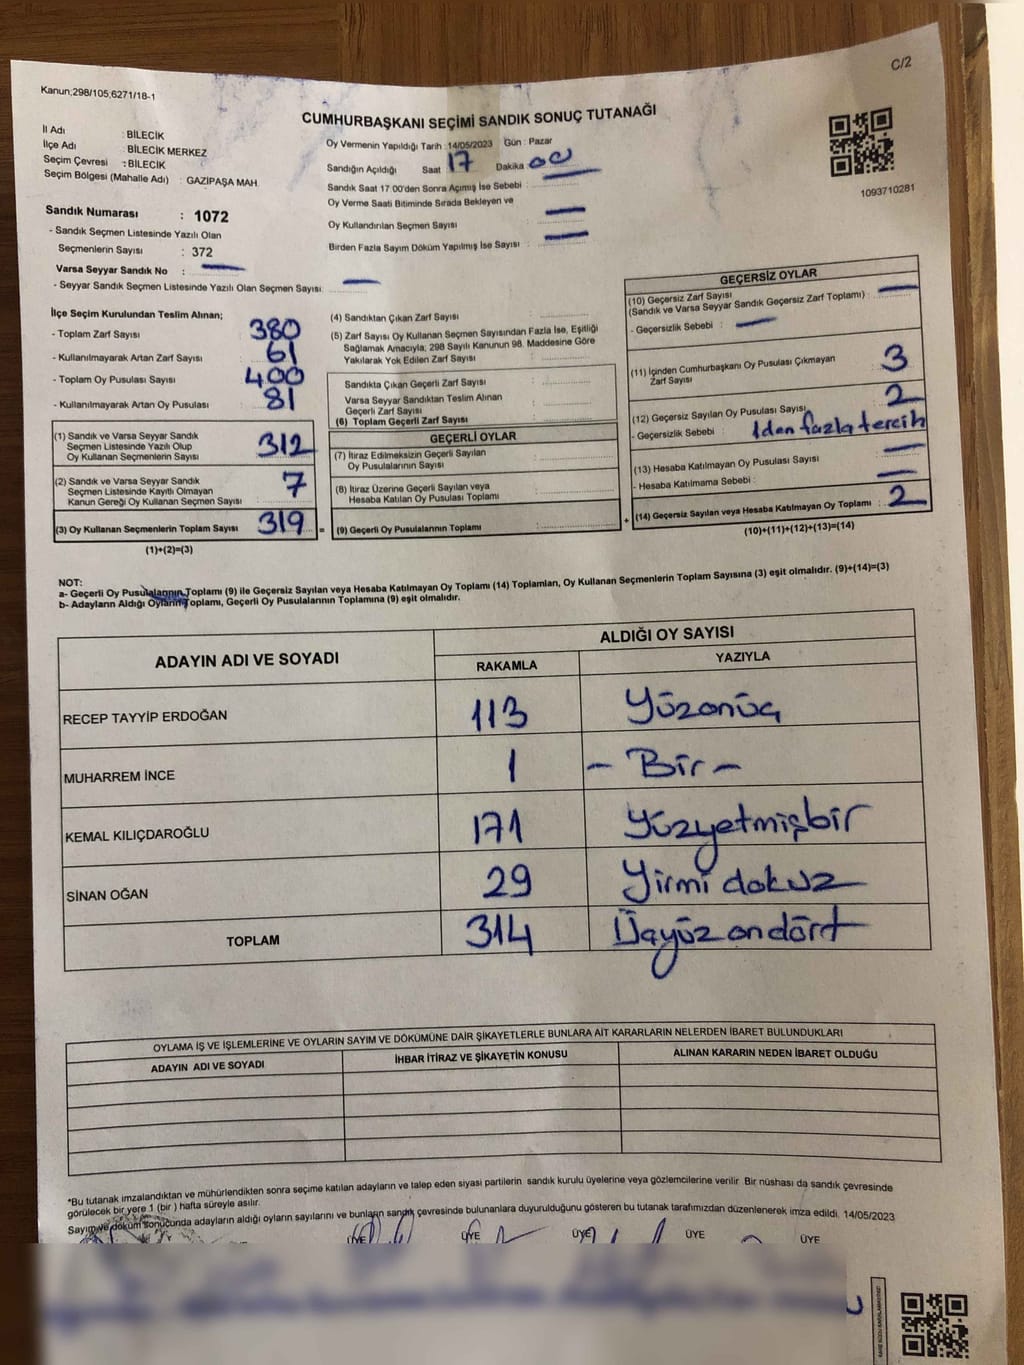 C/2
Kanun;298/105,6271/18-1
CUMHURBAŞKANI SEÇİMİ SANDIK SONUÇ TUTANAĞI
İl Adı : BİLECİK
İlçe Adı : BİLECİK MERKEZ
Seçim Çevresi : BİLECİK
Seçim Bölgesi (Mahalle Adı) : GAZİPAŞA MAH.
Oy Vermenin Yapıldığı Tarih : 14/05/2023 Gün : Pazar
Sandığın Açıldığı Saat 17 Dakika 00
Sandık Saat 17 00'den Sonra Açımış İse Sebebi :
Oy Verme Saati Bitiminde Sırada Bekleyen ve
Oy Kullandırılan Seçmen Sayısı : —
Birden Fazla Sayım Döküm Yapılmış İse Sayısı : —
1093710281
Sandık Numarası : 1072
- Sandık Seçmen Listesinde Yazılı Olan
Seçmenlerin Sayısı : 372
Varsa Seyyar Sandık No : —
- Seyyar Sandık Seçmen Listesinde Yazılı Olan Seçmen Sayısı: —
İlçe Seçim Kurulundan Teslim Alınan;
- Toplam Zarf Sayısı 380
- Kullanılmayarak Artan Zarf Sayısı : 61
- Toplam Oy Pusulası Sayısı 400
- Kullanılmayarak Artan Oy Pusulası 81
(1) Sandık ve Varsa Seyyar Sandık
Seçmen Listesinde Yazılı Olup
Oy Kullanan Seçmenlerin Sayısı 312
(2) Sandık ve Varsa Seyyar Sandık
Seçmen Listesinde Kayıtlı Olmayan
Kanun Gereği Oy Kullanan Seçmen Sayısı : 7
(3) Oy Kullanan Seçmenlerin Toplam Sayısı 319 =
(1)+(2)=(3)
(4) Sandıktan Çıkan Zarf Sayısı :
(5) Zarf Sayısı Oy Kullanan Seçmen Sayısından Fazla İse, Eşitliği
Sağlamak Amacıyla; 298 Sayılı Kanunun 98. Maddesine Göre
Yakılarak Yok Edilen Zarf Sayısı :
Sandıkta Çıkan Geçerli Zarf Sayısı :
Varsa Seyyar Sandıktan Teslim Alınan
Geçerli Zarf Sayısı :
(6) Toplam Geçerli Zarf Sayısı :
GEÇERLİ OYLAR
(7) İtiraz Edilmeksizin Geçerli Sayılan
Oy Pusulalarının Sayısı :
(8) İtiraz Üzerine Geçerli Sayılan veya
Hesaba Katılan Oy Pusulası Toplamı :
(9) Geçerli Oy Pusulalarının Toplamı : +
GEÇERSİZ OYLAR
(10) Geçersiz Zarf Sayısı
(Sandık ve Varsa Seyyar Sandık Geçersiz Zarf Toplamı) : —
- Geçersizlik Sebebi : —
(11) İçinden Cumhurbaşkanı Oy Pusulası Çıkmayan
Zarf Sayısı : 3
(12) Geçersiz Sayılan Oy Pusulası Sayısı : 2
- Geçersizlik Sebebi : 1den fazla tercih
(13) Hesaba Katılmayan Oy Pusulası Sayısı : —
- Hesaba Katılmama Sebebi : —
(14) Geçersiz Sayılan veya Hesaba Katılmayan Oy Toplamı : 2
(10)+(11)+(12)+(13)=(14)
NOT:
a- Geçerli Oy Pusulalarının Toplamı (9) ile Geçersiz Sayılan veya Hesaba Katılmayan Oy Toplamı (14) Toplamları, Oy Kullanan Seçmenlerin Toplam Sayısına (3) eşit olmalıdır. (9)+(14)=(3)
b- Adayların Aldığı Oyların Toplamı, Geçerli Oy Pusulalarının Toplamına (9) eşit olmalıdır.
ADAYIN ADI VE SOYADI
ALDIĞI OY SAYISI
RAKAMLA YAZIYLA
RECEP TAYYİP ERDOĞAN 113 Yüzonüç
MUHARREM İNCE 1 - Bir -
KEMAL KILIÇDAROĞLU 171 Yüzyetmişbir
SİNAN OĞAN 29 Yirmi dokuz
TOPLAM 314 Üçyüz ondört
OYLAMA İŞ VE İŞLEMLERİNE VE OYLARIN SAYIM VE DÖKÜMÜNE DAİR ŞİKAYETLERLE BUNLARA AİT KARARLARIN NELERDEN İBARET BULUNDUKLARI
ADAYIN ADI VE SOYADI İHBAR İTİRAZ VE ŞİKAYETİN KONUSU ALINAN KARARIN NEDEN İBARET OLDUĞU
*Bu tutanak imzalandıktan ve mühürlendikten sonra seçime katılan adayların ve talep eden siyasi partilerin sandık kurulu üyelerine veya gözlemcilerine verilir. Bir nüshası da sandık çevresinde
görülecek bir yere 1 (bir ) hafta süreyle asılır.
Sayım ve döküm sonucunda adayların aldığı oyların sayılarını ve bunların sandık çevresinde bulunanlara duyurulduğunu gösteren bu tutanak tarafımızdan düzenlenerek imza edildi. 14/05/2023
ÜYE ÜYE ÜYE ÜYE ÜYE